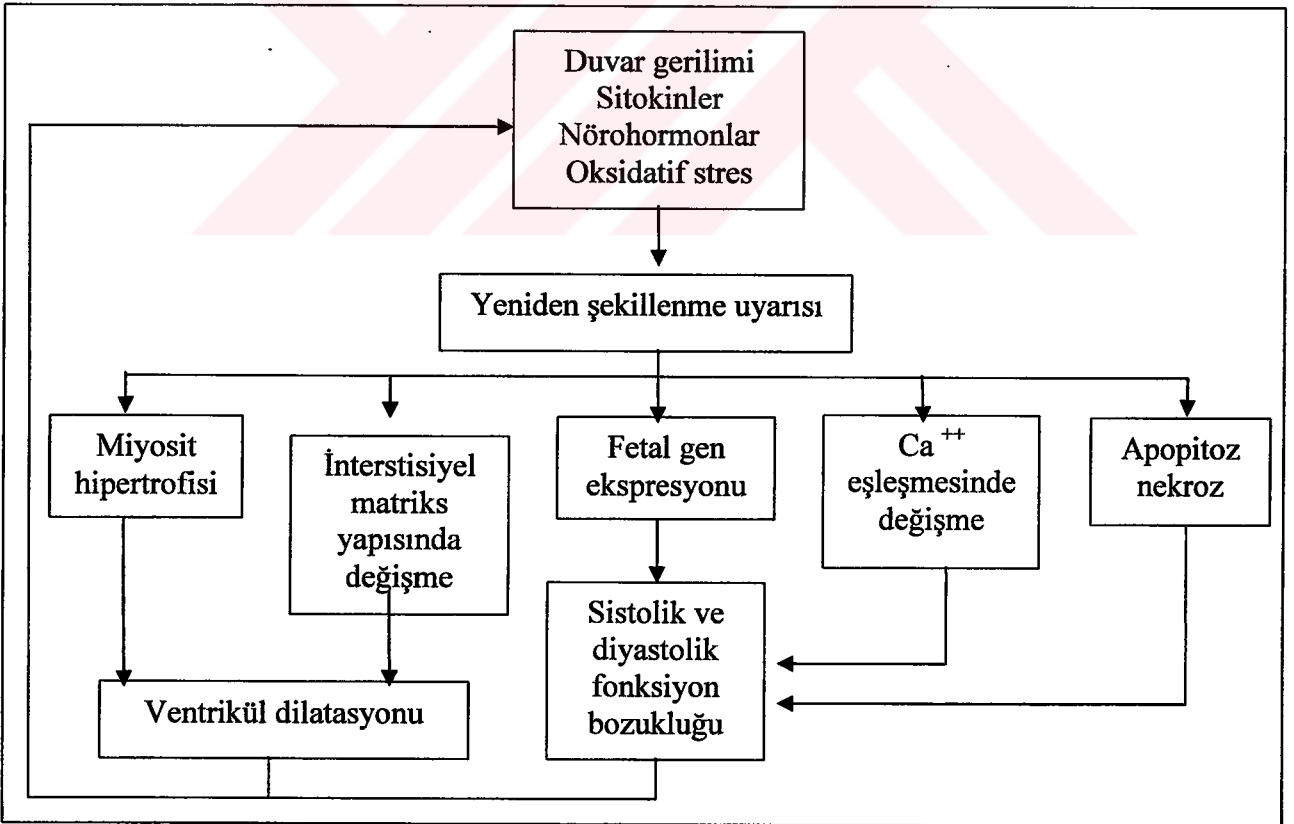 Duvar gerilimi
Sitokinler
Nörohormonlar
Oksidatif stres
Yeniden şekillenme uyarısı
Miyosit
hipertrofisi
İnterstisiyel
matriks
yapısında
değişme
Fetal gen
ekspresyonu
Ca ++
eşleşmesinde
değişme
Apopitoz
nekroz
Ventrikül dilatasyonu
Sistolik ve
diyastolik
fonksiyon
bozukluğu